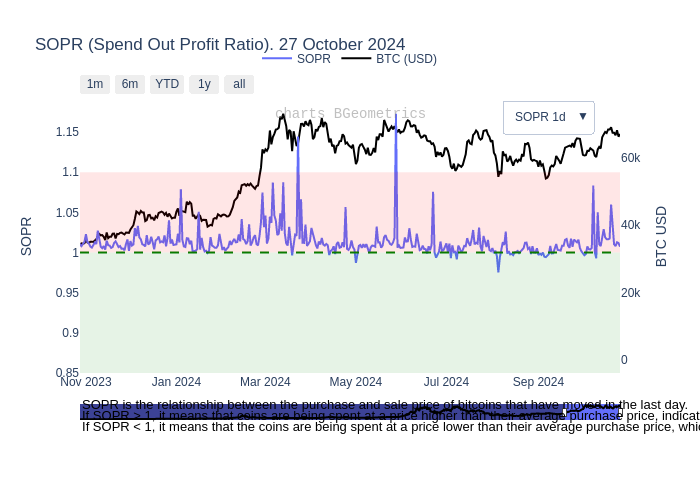 SOPR (Spend Out Profit Ratio). 27 October 2024
SOPR BTC (USD)
1m 6m YTD 1y all
charts BGeometrics
SOPR 1d ▼
1.15
1.1
1.05
1
0.95
0.9
0.85
SOPR
60k
40k
20k
0
BTC USD
Nov 2023 Jan 2024 Mar 2024 May 2024 Jul 2024 Sep 2024
SOPR is the relationship between the purchase and sale price of bitcoins that have moved in the last day.
If SOPR > 1, it means that coins are being spent at a price higher than their average purchase price, indicat
If SOPR < 1, it means that the coins are being spent at a price lower than their average purchase price, whic